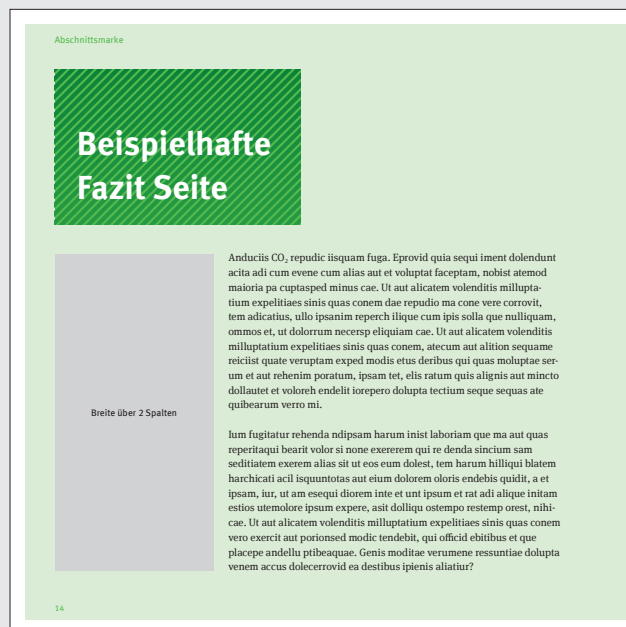 Abschnittsmarke
Beispielhafte
Fazit Seite
Breite über 2 Spalten
Anduciis CO₂ repudic iisquam fuga. Eprovid quia sequi iment dolendunt
acita adi cum evene cum alias aut et voluptat faceptam, nobist atemod
maioria pa cuptasped minus cae. Ut aut alicatem volenditis millupta-
tium expelitiaes sinis quas conem dae repudio ma cone vere corrovit,
tem adicatius, ullo ipsanim reperch ilique cum ipis solla que nulliquam,
ommos et, ut dolorrum necersp eliquiam cae. Ut aut alicatem volenditis
milluptatium expelitiaes sinis quas conem, atecum aut alition sequame
reiciist quate veruptam exped modis etus deribus qui quas moluptae ser-
um et aut rehenim poratum, ipsam tet, elis ratum quis alignis aut mincto
dollautet et voloreh endelit iorepero dolupta tectium seque sequas ate
quibearum verro mi.
Ium fugitatur rehenda ndipsam harum inist laboriam que ma aut quas
reperitaqui bearit volor si none exererem qui re denda sincium sam
seditiatem exerem alias sit ut eos eum dolest, tem harum hilliqui blatem
harchicati acil isquuntotas aut eium dolorem oloris endebis quidit, a et
ipsam, iur, ut am esequi diorem inte et unt ipsum et rat adi alique initam
estios utemolore ipsum expere, asit dolliqu ostempo restemp orest, nihi-
cae. Ut aut alicatem volenditis milluptatium expelitiaes sinis quas conem
vero exercit aut porionsed modic tendebit, qui officid ebitibus et que
placepe andellu ptibeaquae. Genis moditae verumene ressuntiae dolupta
venem accus dolecerrovid ea destibus ipienis aliatiur?
14